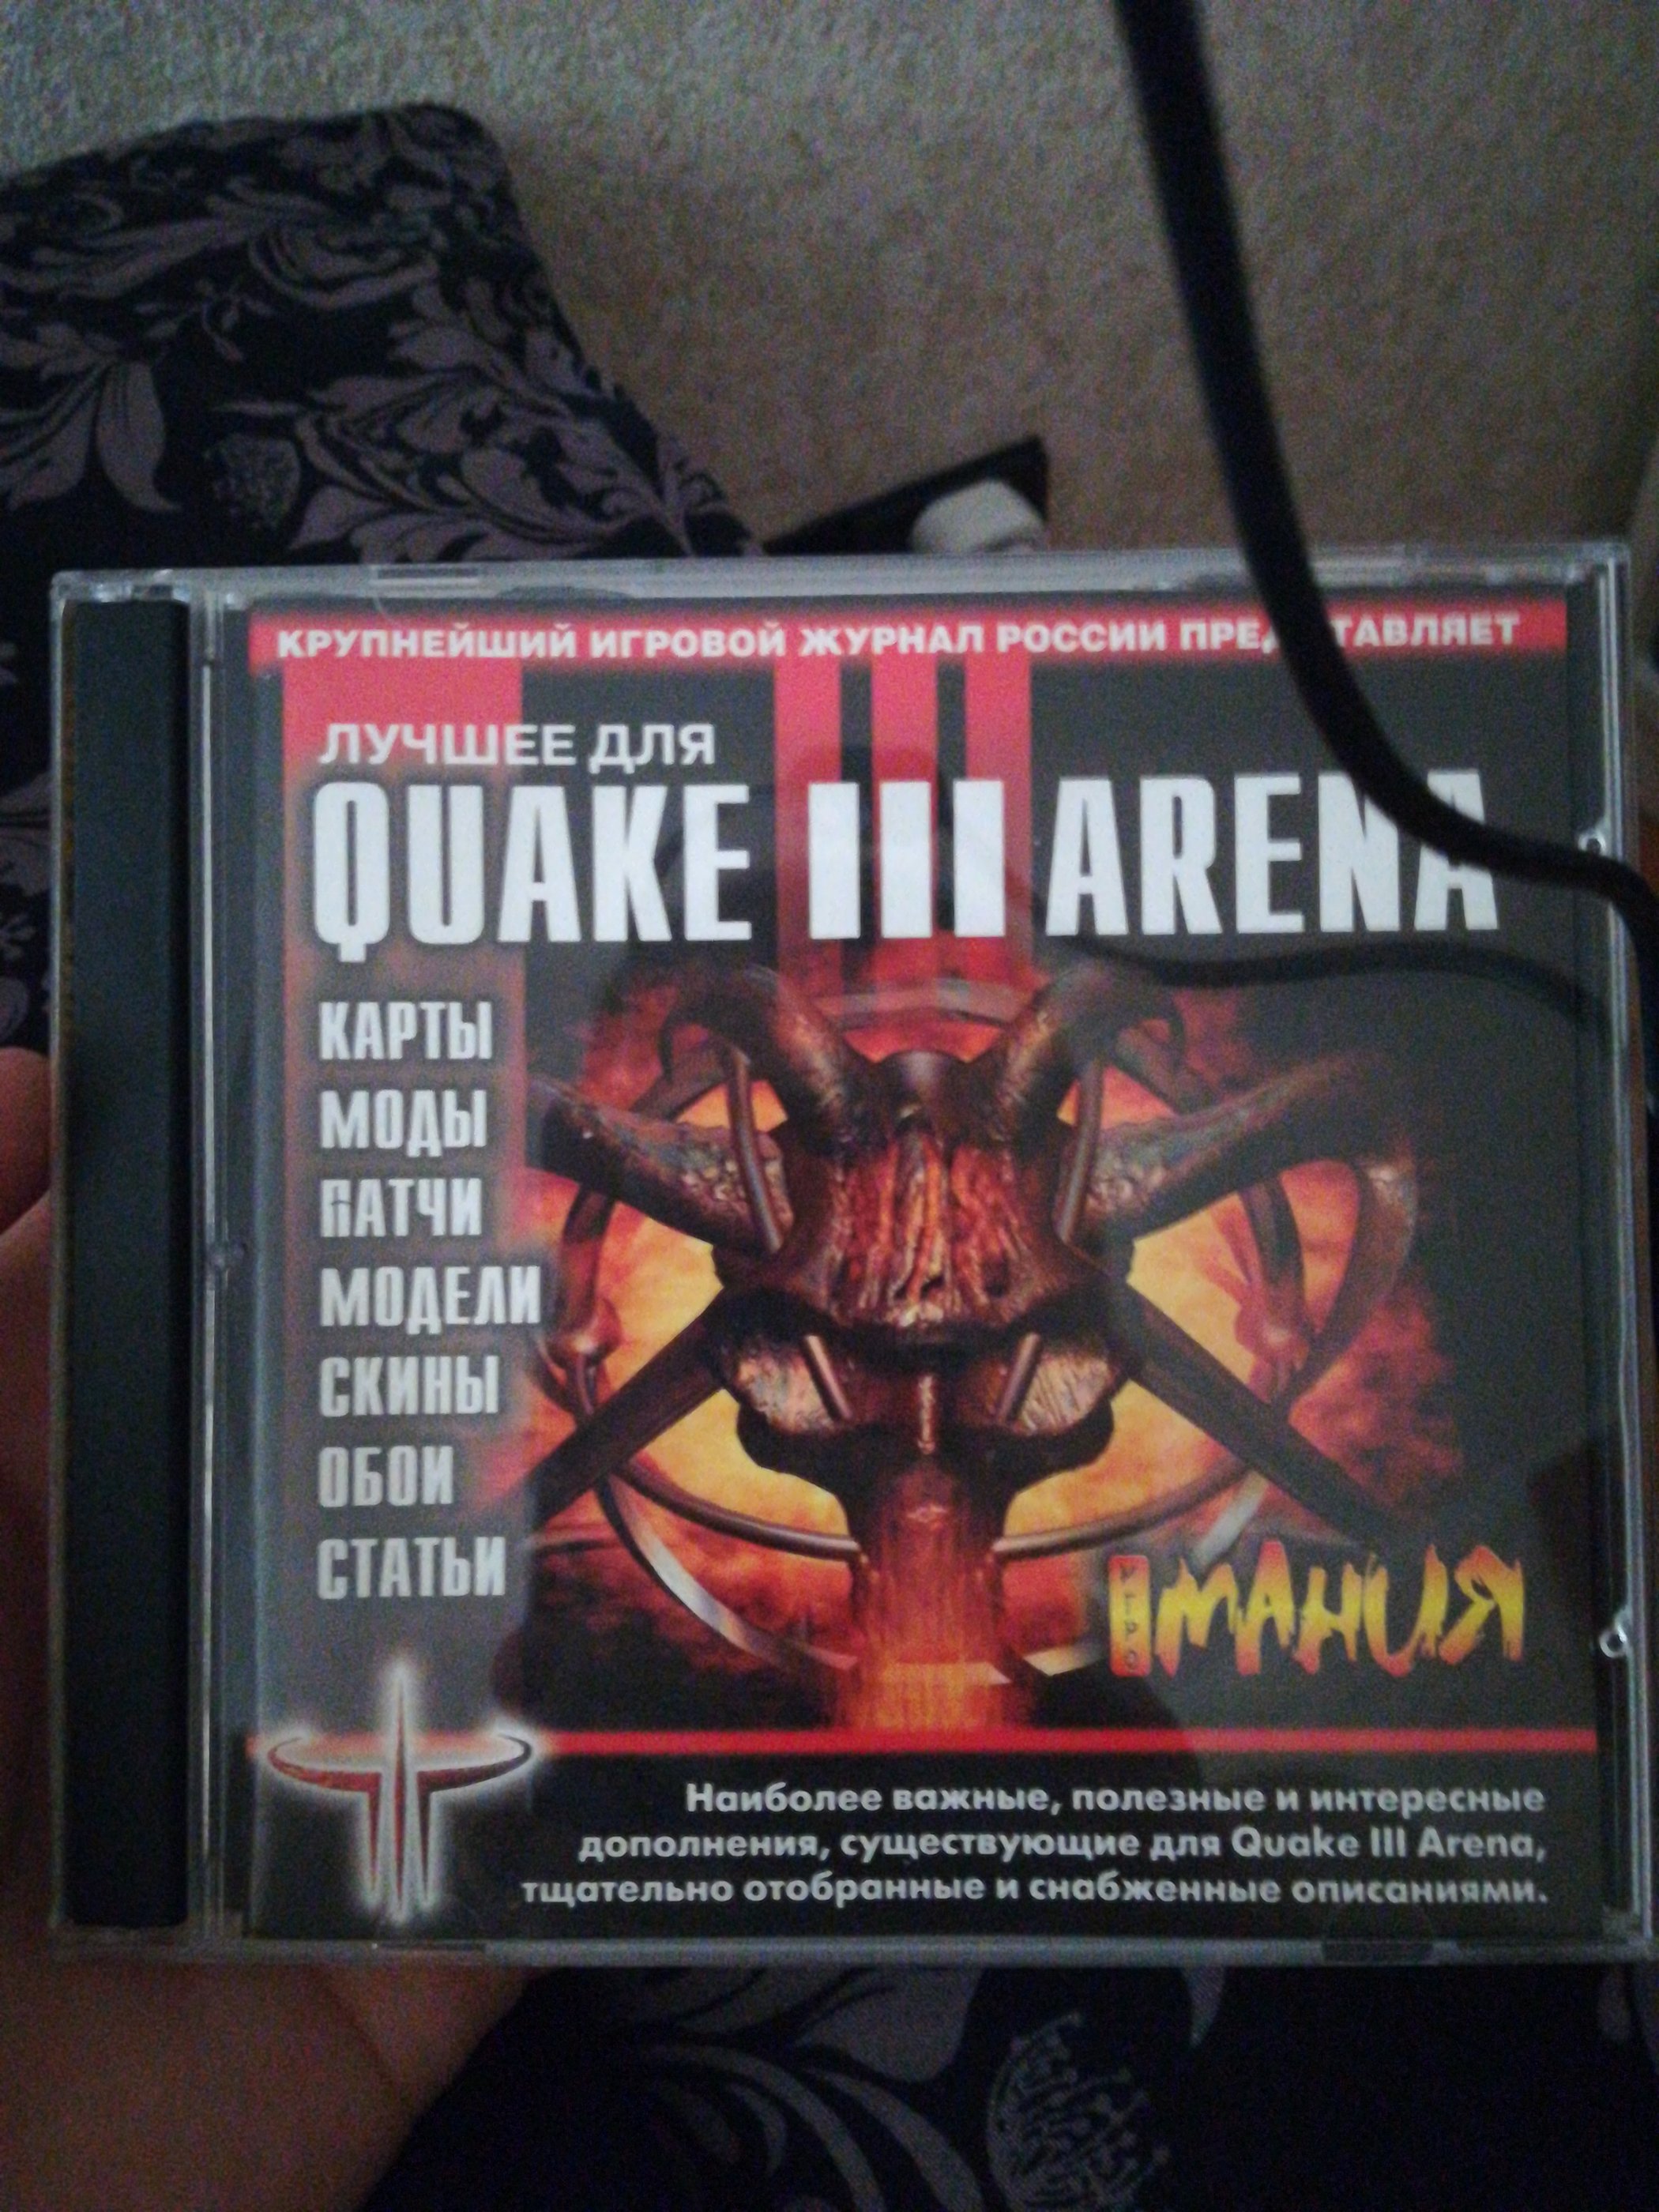 КРУПНЕЙШИЙ ИГРОВОЙ ЖУРНАЛ РОССИИ ПРЕДСТАВЛЯЕТ
ЛУЧШЕЕ ДЛЯ
QUAKE III ARENA
КАРТЫ
МОДЫ
ПАТЧИ
МОДЕЛИ
СКИНЫ
ОБОИ
СТАТЬИ
ИГРО МАНИЯ
Наиболее важные, полезные и интересные
дополнения, существующие для Quake III Arena,
тщательно отобранные и снабженные описаниями.